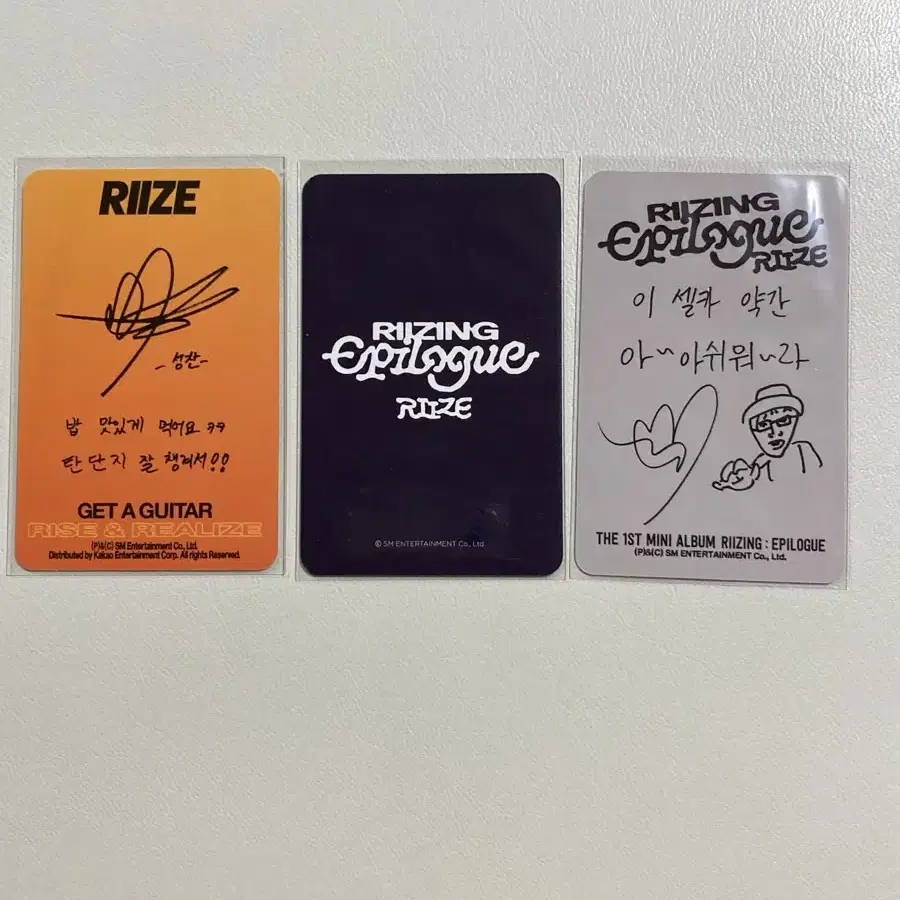 RIIZE
-성찬-
밥 맛있게 먹어요 ㅋㅋ
탄단지 잘 챙겨서!!
GET A GUITAR
RISE & REALIZE
(P)&(C) SM Entertainment Co., Ltd.
Distributed by Kakao Entertainment Corp. All rights Reserved.
RIIZING
Epilogue
RIIZE
© SM ENTERTAINMENT Co., Ltd
RIIZING
Epilogue
RIIZE
이 셀카 약간
아~아쉬워~라
THE 1ST MINI ALBUM RIIZING : EPILOGUE
(P)&(C) SM ENTERTAINMENT Co., Ltd.